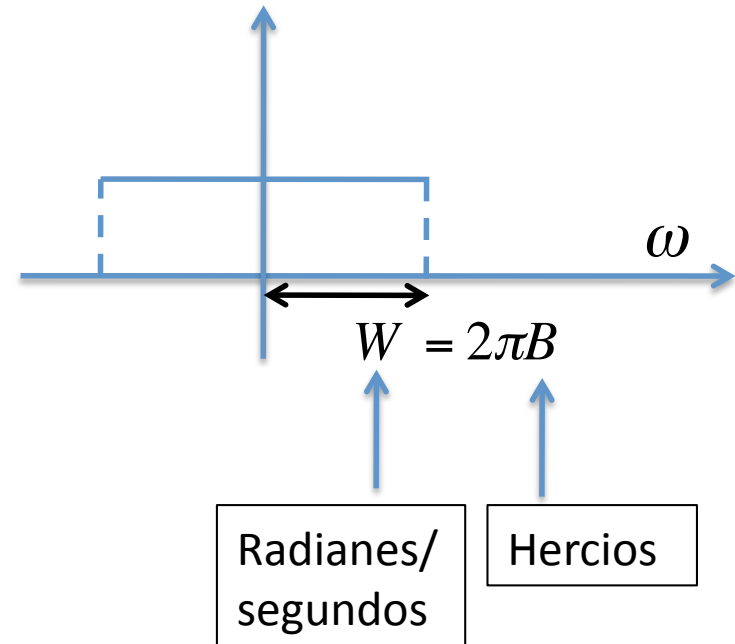 ω
W = 2πB
Radianes/
segundos
Hercios